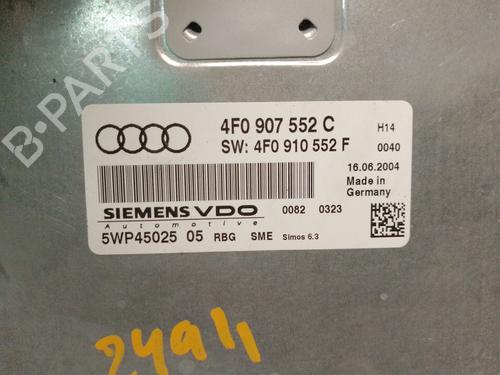 4F0 907 552 C H14
SW: 4F0 910 552 F 0040
16.06.2004
Made in
Germany
SIEMENS VDO 0082 0323
Automotive
5WP45025 05 RBG SME Simos 6.3
B-PARTS